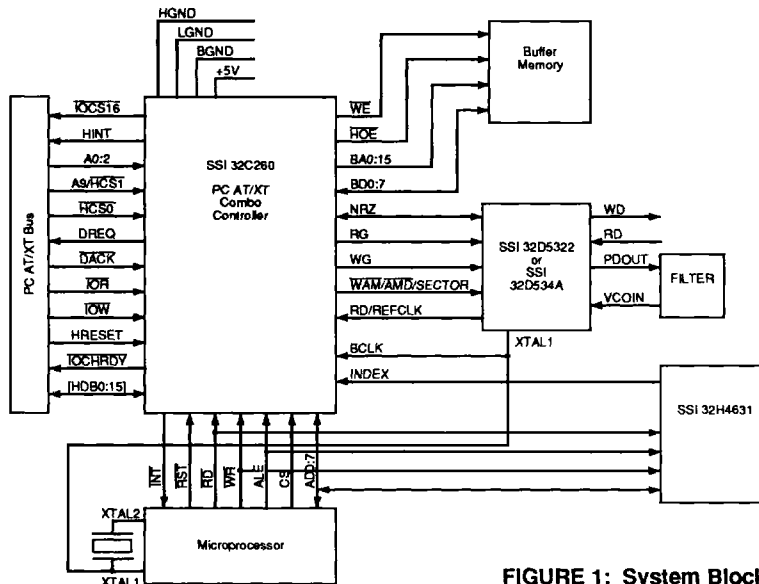 HGND
LGND
BGND
+5V
PC AT/XT Bus
IOCS16
HINT
A0:2
A9/HCS1
HCS0
DREQ
DACK
IOR
IOW
HRESET
IOCHRDY
[HDB0:15]
SSI 32C260
PC AT/XT
Combo
Controller
WE
HOE
BA0:15
BD0:7
NRZ
RG
WG
WAM/AMD/SECTOR
RD/REFCLK
BCLK
INDEX
Buffer
Memory
SSI 32D5322
or
SSI
32D534A
XTAL1
WD
RD
PDOUT
VCOIN
FILTER
SSI 32H4631
INT
RST
RD
WR
ALE
CS
AD0:7
XTAL2
XTAL1
Microprocessor
FIGURE 1: System Block